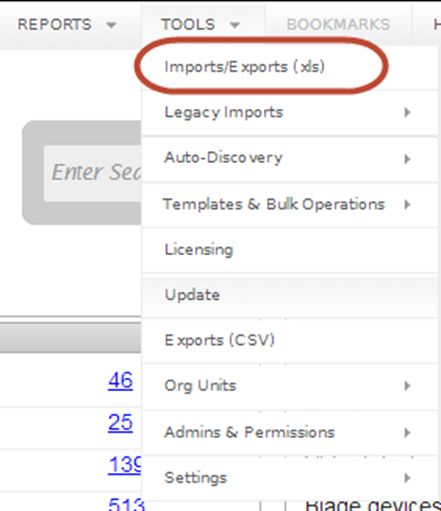 REPORTS TOOLS BOOKMARKS
Imports/Exports (xls)
Legacy Imports
Auto-Discovery
Enter Sea
Templates & Bulk Operations
Licensing
Update
Exports (CSV)
46
Org Units
25
Admins & Permissions
139
Settings
513
Blade devices